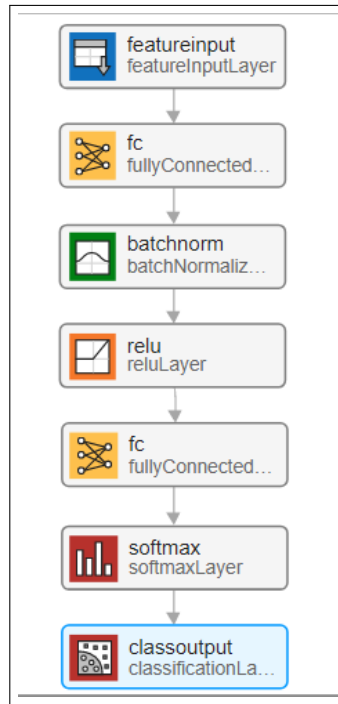 featureinput
featureInputLayer
fc
fullyConnected...
batchnorm
batchNormaliz...
relu
reluLayer
fc
fullyConnected...
softmax
softmaxLayer
classoutput
classificationLa...